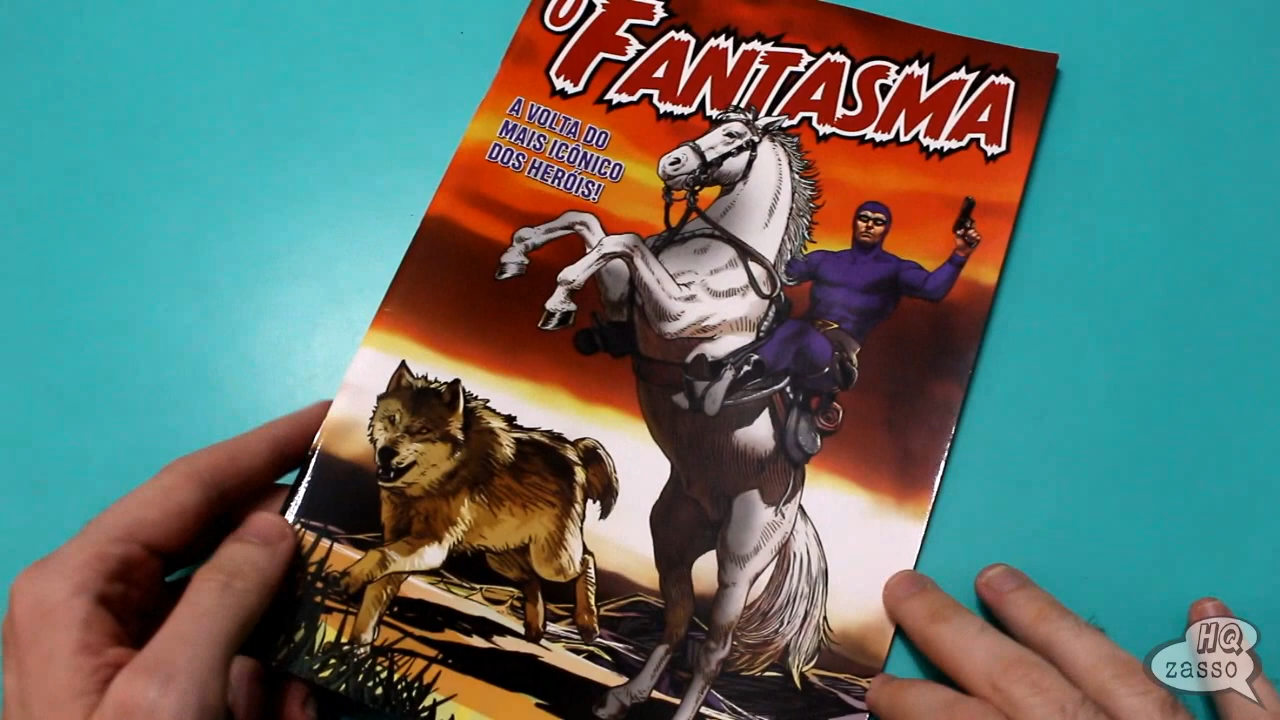 O FANTASMA
A VOLTA DO
MAIS ICÔNICO
DOS HERÓIS!
HQ
zasso